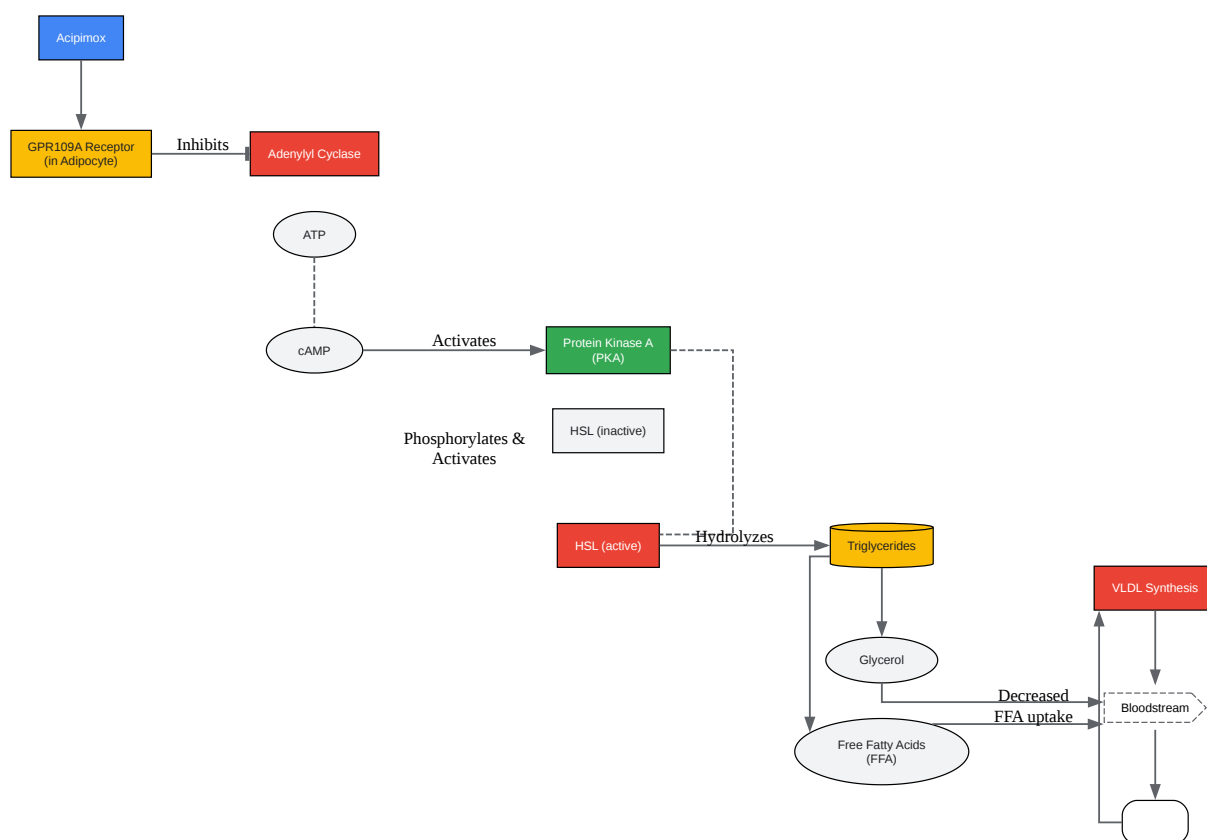 Acipimox
GPR109A Receptor
(in Adipocyte)
Inhibits
Adenylyl Cyclase
ATP
cAMP
Activates
Protein Kinase A
(PKA)
HSL (inactive)
Phosphorylates &
Activates
HSL (active)
Hydrolyzes
Triglycerides
VLDL Synthesis
Glycerol
Decreased
FFA uptake
Bloodstream
Free Fatty Acids
(FFA)